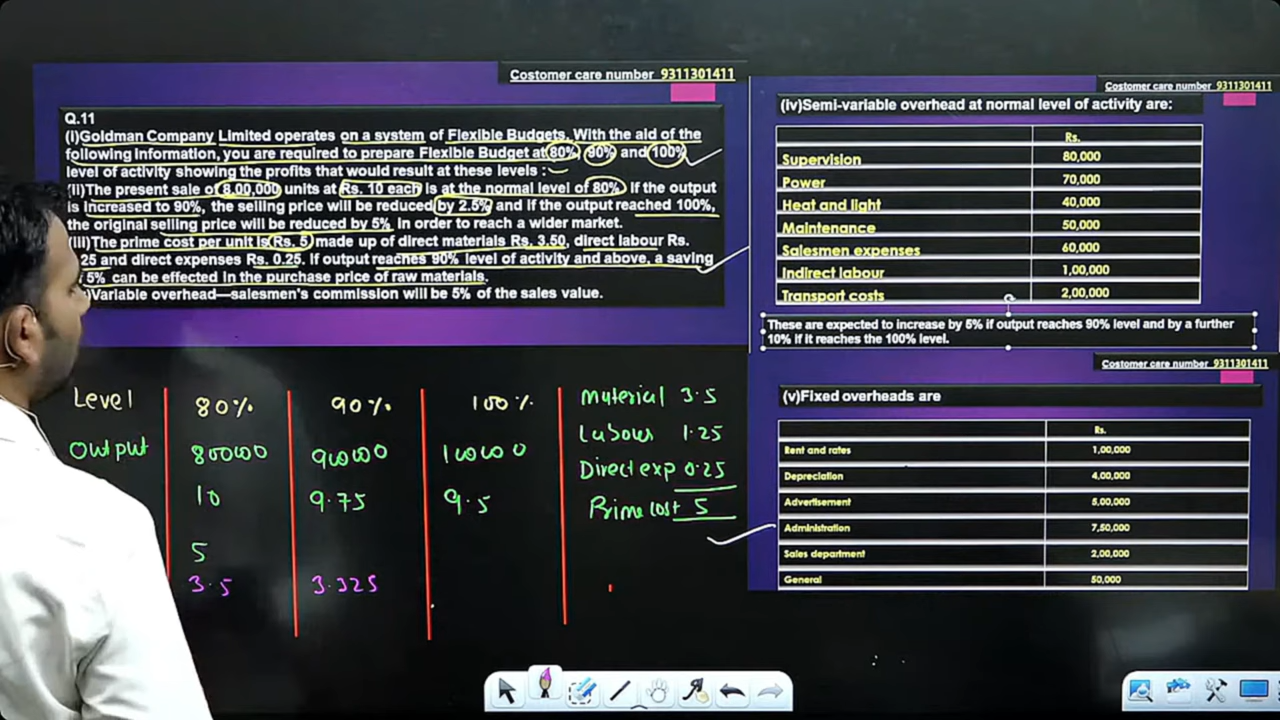 Costomer care number 9311301411
Q.11
(i)Goldman Company Limited operates on a system of Flexible Budgets. With the aid of the
following information, you are required to prepare Flexible Budget at 80%, 90% and 100%
level of activity showing the profits that would result at these levels :
(ii)The present sale of 8,00,000 units at Rs. 10 each is at the normal level of 80%. If the output
is increased to 90%, the selling price will be reduced by 2.5% and if the output reached 100%,
the original selling price will be reduced by 5% in order to reach a wider market.
(iii)The prime cost per unit is Rs. 5 made up of direct materials Rs. 3.50, direct labour Rs.
25 and direct expenses Rs. 0.25. If output reaches 90% level of activity and above, a saving
5% can be effected in the purchase price of raw materials.
)Variable overhead—salesmen's commission will be 5% of the sales value.
Costomer care number 9311301411
(iv)Semi-variable overhead at normal level of activity are:
Rs.
Supervision 80,000
Power 70,000
Heat and light 40,000
Maintenance 50,000
Salesmen expenses 60,000
Indirect labour 1,00,000
Transport costs 2,00,000
These are expected to increase by 5% if output reaches 90% level and by a further
10% if it reaches the 100% level.
Costomer care number 9311301411
(v)Fixed overheads are
Rs.
Rent and rates 1,00,000
Depreciation 4,00,000
Advertisement 5,00,000
Administration 7,50,000
Sales department 2,00,000
General 50,000
Level 80% 90% 100%
Output 800000 900000 100000
10 9.75 9.5
5
3.5 3.325
Material 3.5
Labour 1.25
Direct exp 0.25
Prime cost 5